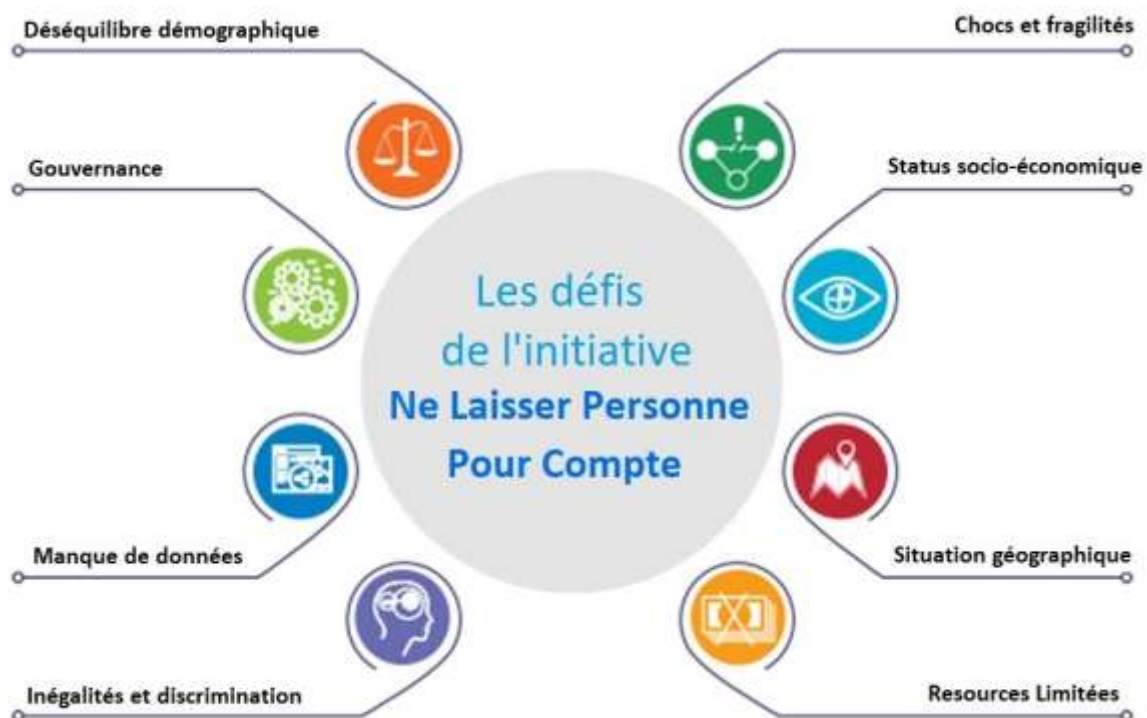 Déséquilibre démographique
Chocs et fragilités
Gouvernance
Status socio-économique
Les défis
de l'initiative
Ne Laisser Personne
Pour Compte
Manque de données
Situation géographique
Inégalités et discrimination
Resources Limitées